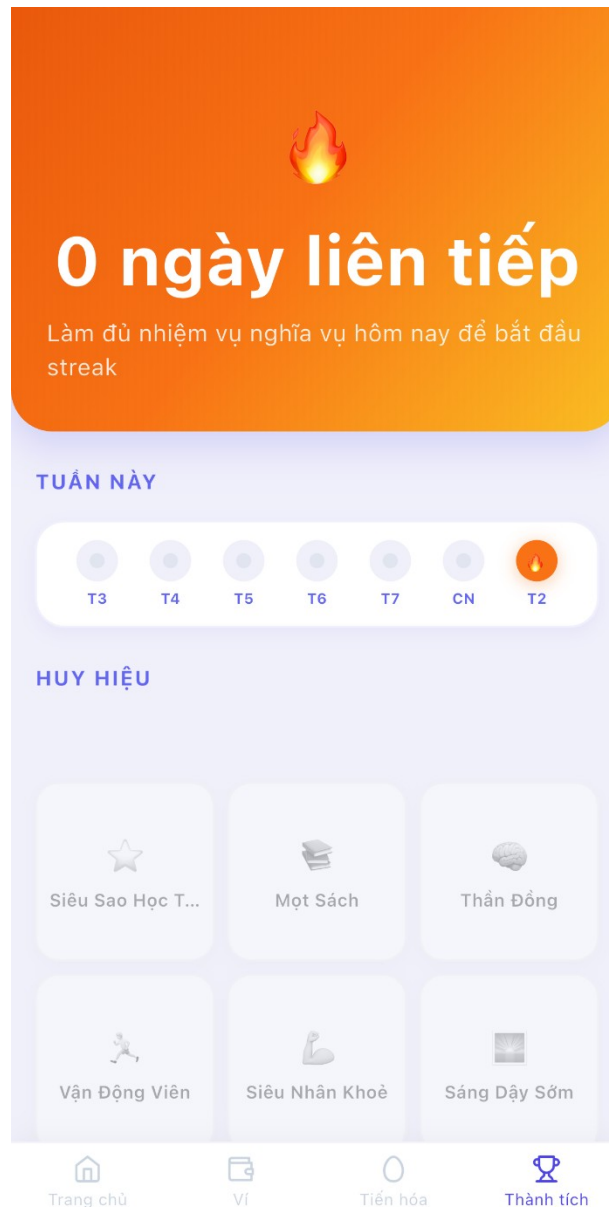 0 ngày liên tiếp
Làm đủ nhiệm vụ nghĩa vụ hôm nay để bắt đầu
streak
TUẦN NÀY
T3 T4 T5 T6 T7 CN T2
HUY HIỆU
Siêu Sao Học T... Mọt Sách Thần Đồng
Vận Động Viên Siêu Nhân Khoẻ Sáng Dậy Sớm
Trang chủ Ví Tiến hóa Thành tích